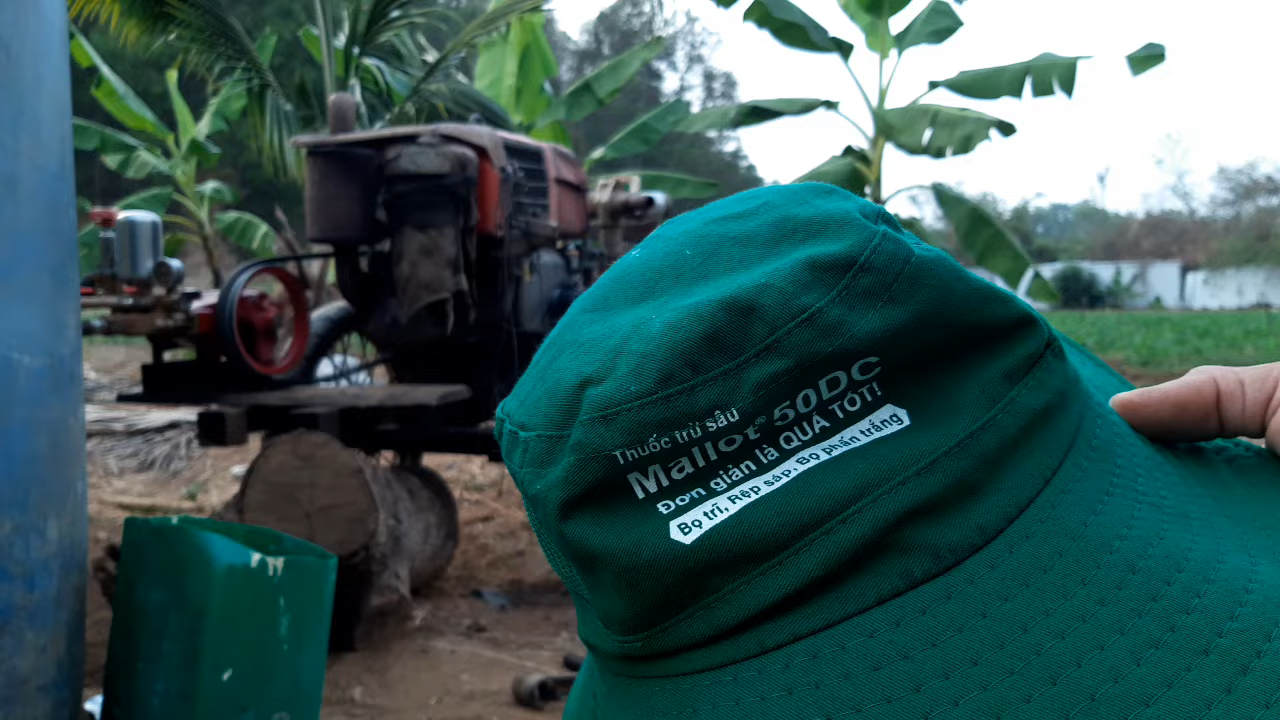 Thuốc trừ sâu
Mallot® 50DC
Đơn giản là QUÁ TỐT!
Bọ trĩ, Rệp sáp, Bọ phấn trắng